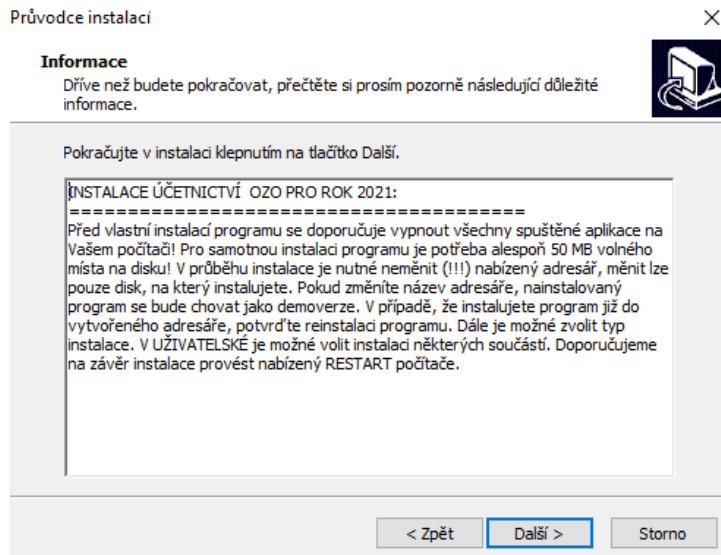 Průvodce instalací
Informace
Dříve než budete pokračovat, přečtěte si prosím pozorně následující důležité
informace.
Pokračujte v instalaci klepnutím na tlačítko Další.
INSTALACE ÚČETNICTVÍ  OZO PRO ROK 2021:
=======================================
Před vlastní instalací programu se doporučuje vypnout všechny spuštěné aplikace na
Vašem počítači! Pro samotnou instalaci programu je potřeba alespoň 50 MB volného
místa na disku! V průběhu instalace je nutné neměnit (!!!) nabízený adresář, měnit lze
pouze disk, na který instalujete. Pokud změníte název adresáře, nainstalovaný
program se bude chovat jako demoverze. V případě, že instalujete program již do
vytvořeného adresáře, potvrďte reinstalaci programu. Dále je možné zvolit typ
instalace. V UŽIVATELSKÉ je možné volit instalaci některých součástí. Doporučujeme
na závěr instalace provést nabízený RESTART počítače.
< Zpět
Další >
Storno